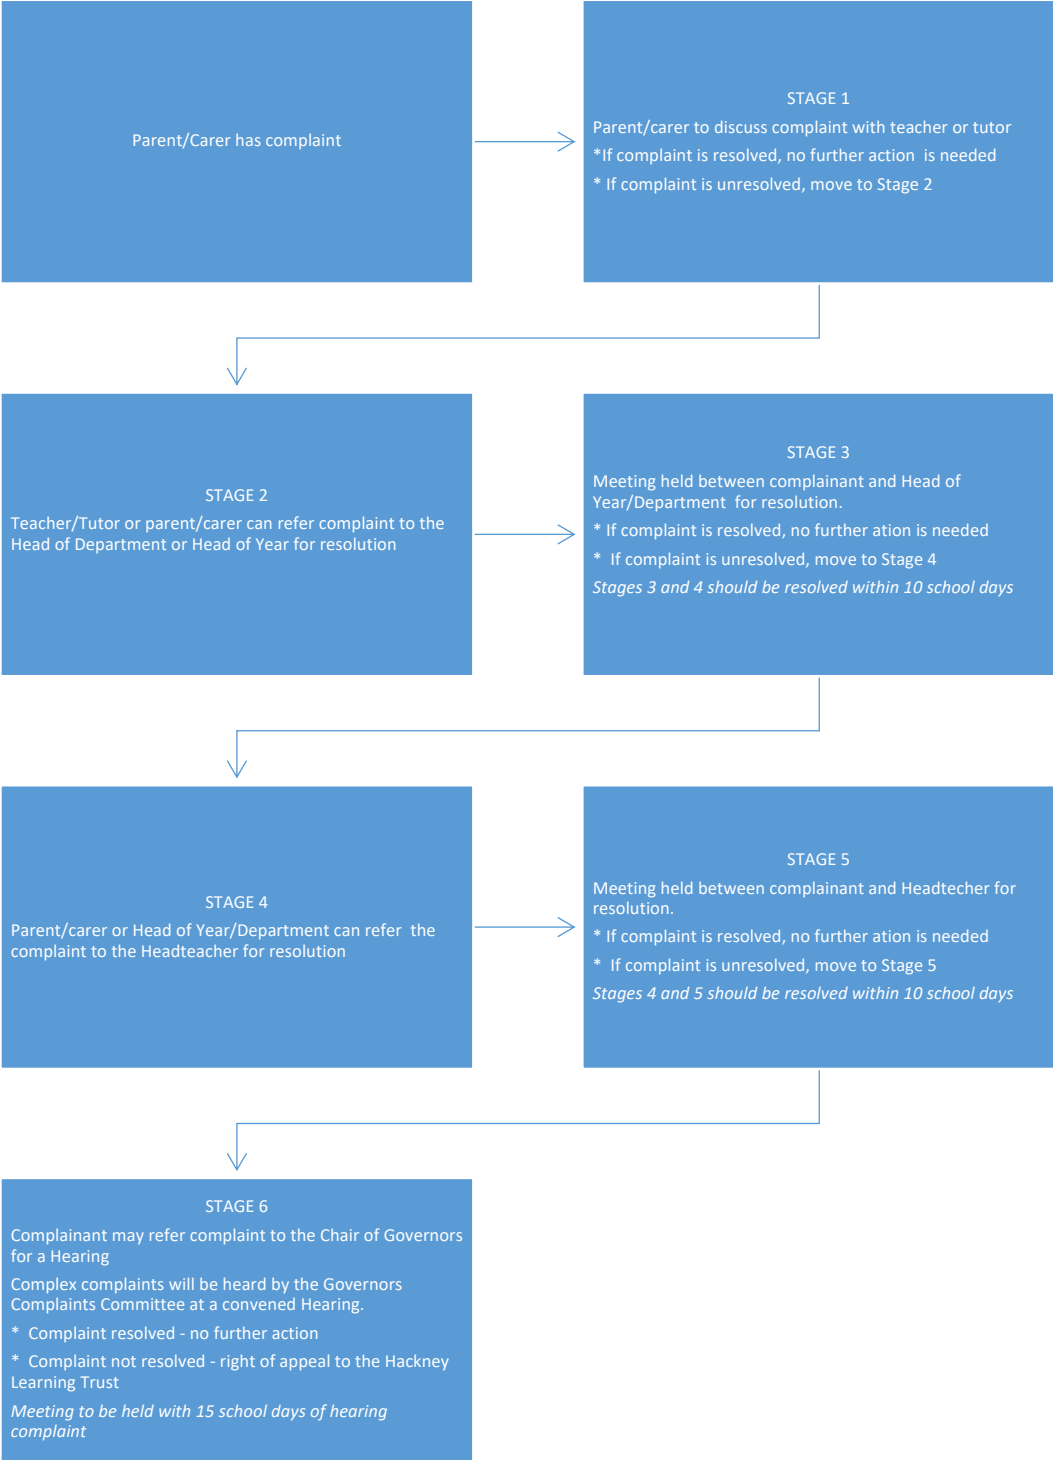 Parent/Carer has complaint
STAGE 1
Parent/carer to discuss complaint with teacher or tutor
*If complaint is resolved, no further action  is needed
* If complaint is unresolved, move to Stage 2
STAGE 2
Teacher/Tutor or parent/carer can refer complaint to the
Head of Department or Head of Year for resolution
STAGE 3
Meeting held between complainant and Head of
Year/Department  for resolution.
* If complaint is resolved, no further ation is needed
*  If complaint is unresolved, move to Stage 4
Stages 3 and 4 should be resolved within 10 school days
STAGE 4
Parent/carer or Head of Year/Department can refer  the
complaint to the Headteacher for resolution
STAGE 5
Meeting held between complainant and Headtecher for
resolution.
* If complaint is resolved, no further ation is needed
*  If complaint is unresolved, move to Stage 5
Stages 4 and 5 should be resolved within 10 school days
STAGE 6
Complainant may refer complaint to the Chair of Governors
for a Hearing
Complex complaints will be heard by the Governors
Complaints Committee at a convened Hearing.
*  Complaint resolved - no further action
*  Complaint not resolved - right of appeal to the Hackney
Learning Trust
Meeting to be held with 15 school days of hearing
complaint